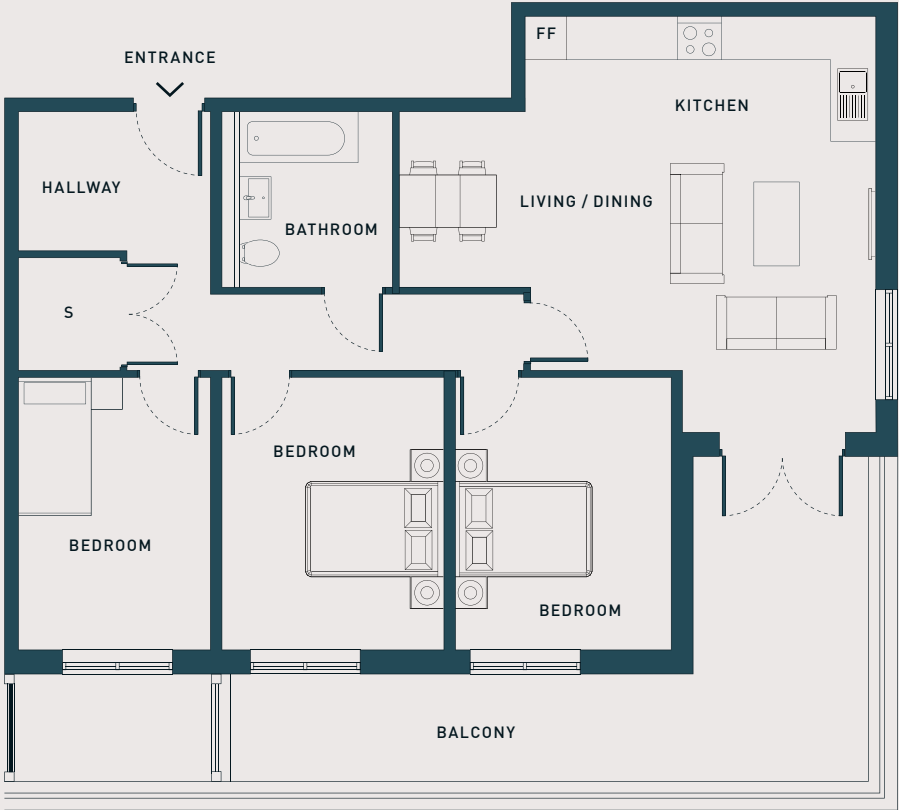 FF
ENTRANCE
KITCHEN
HALLWAY
LIVING / DINING
BATHROOM
S
BEDROOM
BEDROOM
BEDROOM
BALCONY